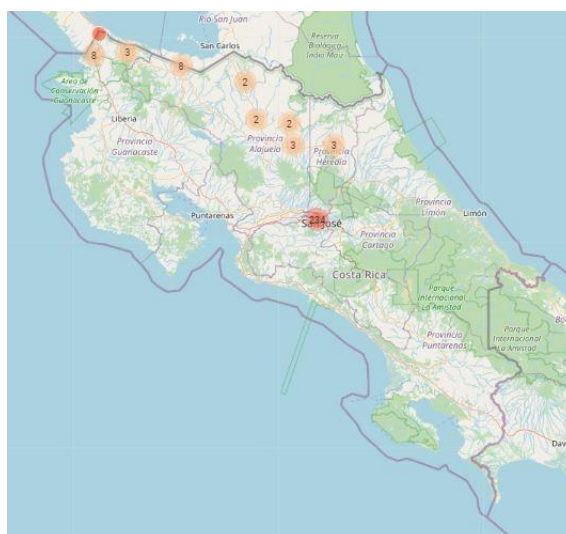 Río San Juan
San Carlos
Reserva
Biológica
Indio Maíz
8
3
8
2
Área de
Conservación
Guanacaste
Liberia
2
2
Provincia
Guanacaste
Provincia
Alajuela
3
3
Provincia
Heredia
Puntarenas
234
San José
Provincia
Limón
Limón
Provincia
Cartago
Costa Rica
Parque
Internacional
La Amistad
Provincia
Puntarenas
Parque
Internacional
La Amistad
Dav